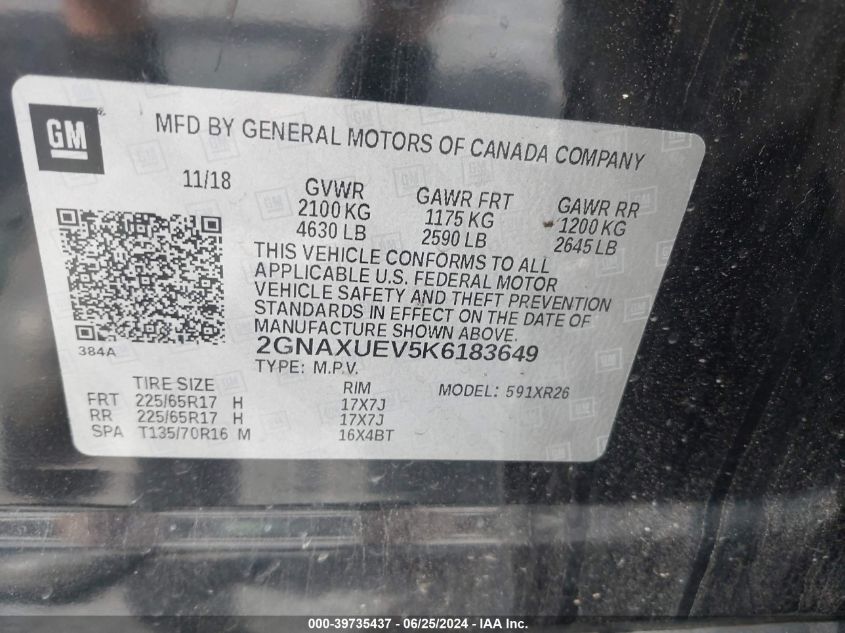 GM
MFD BY GENERAL MOTORS OF CANADA COMPANY
11/18
GVWR
2100 KG
4630 LB
GAWR FRT
1175 KG
2590 LB
GAWR RR
1200 KG
2645 LB
THIS VEHICLE CONFORMS TO ALL
APPLICABLE U.S. FEDERAL MOTOR
VEHICLE SAFETY AND THEFT PREVENTION
STANDARDS IN EFFECT ON THE DATE OF
MANUFACTURE SHOWN ABOVE.
384A
2GNAXUEV5K6183649
TYPE: M.P.V.
MODEL: 591XR26
TIRE SIZE RIM
FRT 225/65R17 H 17X7J
RR 225/65R17 H 17X7J
SPA T135/70R16 M 16X4BT
000-39735437 - 06/25/2024 - IAA Inc.